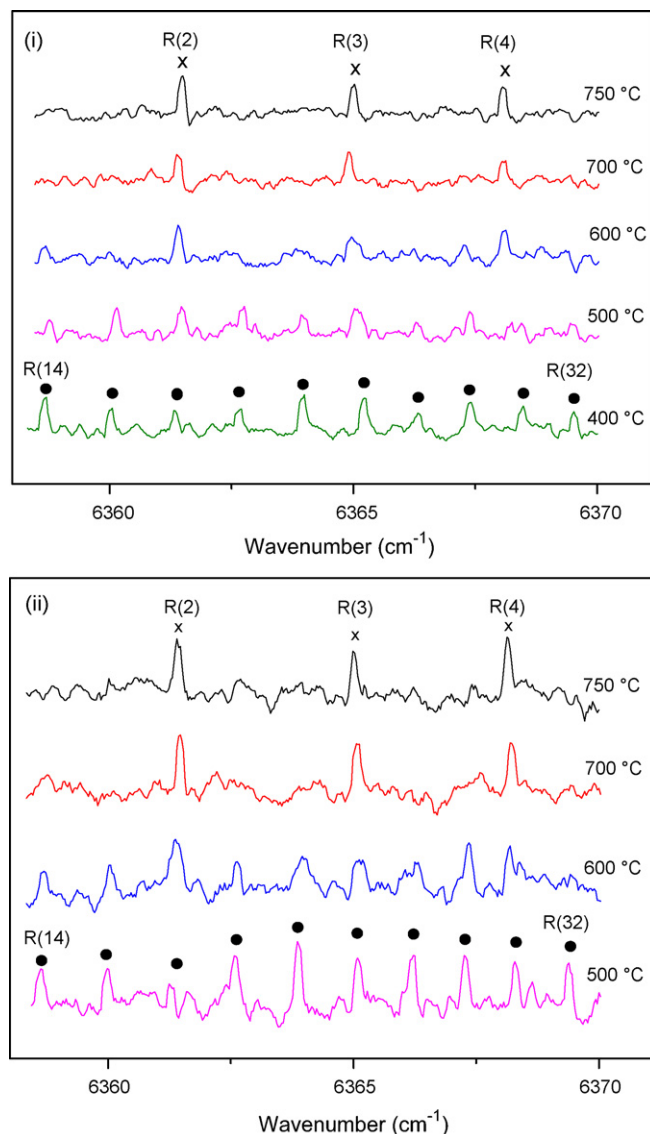 (i)
R(2) R(3) R(4)
x x x
750 °C
700 °C
600 °C
500 °C
R(14) R(32)
400 °C
6360 6365 6370
Wavenumber (cm⁻¹)
(ii)
R(2) R(3) R(4)
x x x
750 °C
700 °C
600 °C
R(14) R(32)
500 °C
6360 6365 6370
Wavenumber (cm⁻¹)